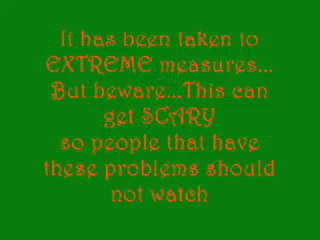 It has been taken to
EXTREME measures...
But beware...This can
get SCARY
so people that have
these problems should
not watch